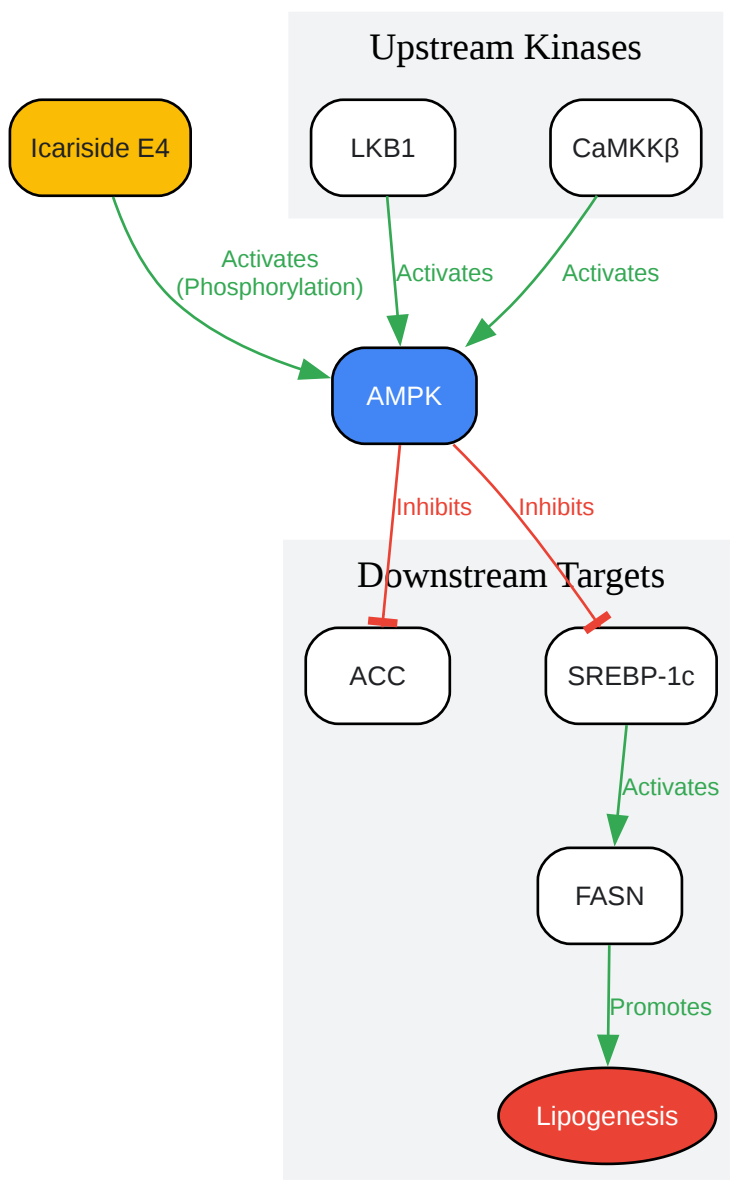 Upstream Kinases
Icariside E4
LKB1
CaMKKβ
Activates
(Phosphorylation)
Activates
Activates
AMPK
Inhibits
Inhibits
Downstream Targets
ACC
SREBP-1c
Activates
FASN
Promotes
Lipogenesis